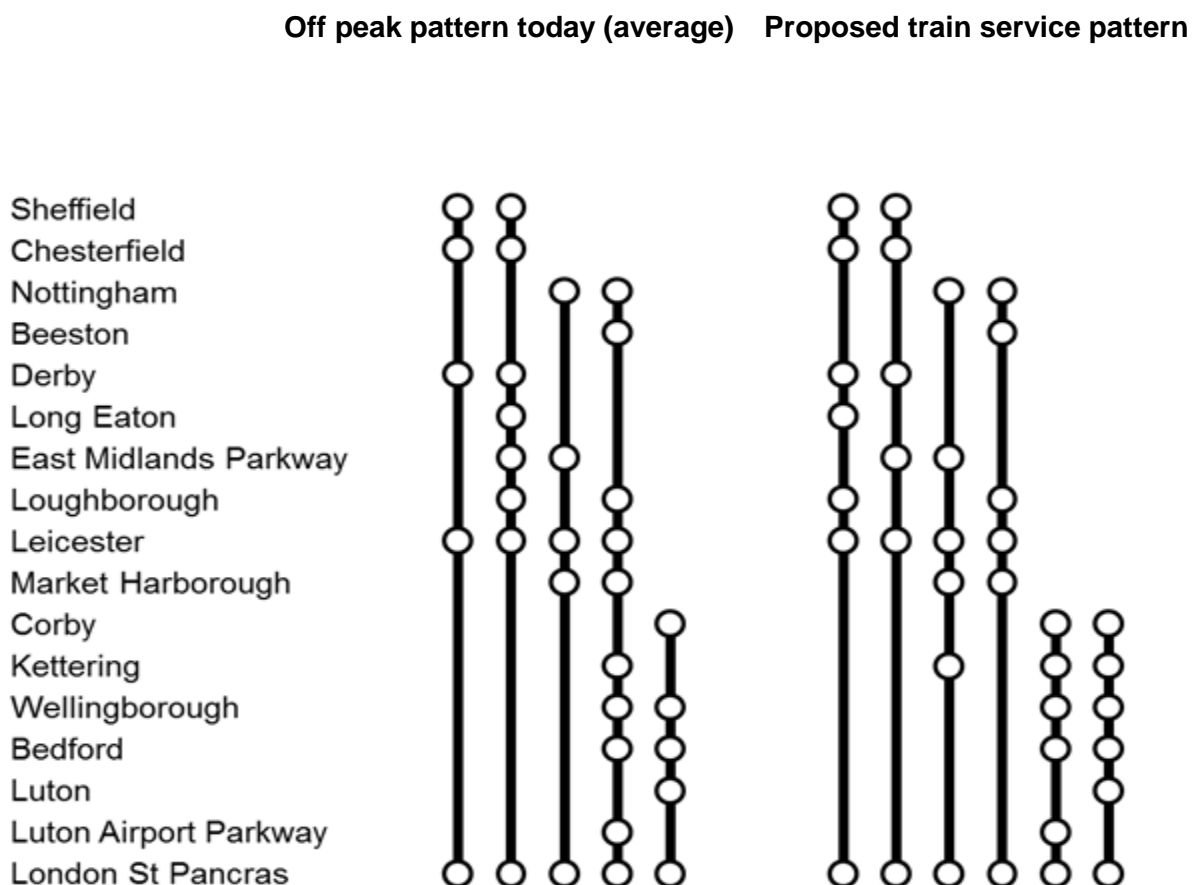 Off peak pattern today (average) Proposed train service pattern
Sheffield
Chesterfield
Nottingham
Beeston
Derby
Long Eaton
East Midlands Parkway
Loughborough
Leicester
Market Harborough
Corby
Kettering
Wellingborough
Bedford
Luton
Luton Airport Parkway
London St Pancras